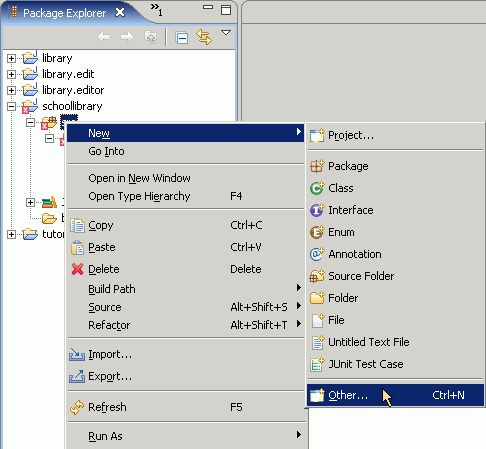 Package Explorer
1
library
library.edit
library.editor
schoollibrary
New
Go Into
Open in New Window
Open Type Hierarchy F4
Copy Ctrl+C
Paste Ctrl+V
Delete Delete
Build Path
Source Alt+Shift+S
Refactor Alt+Shift+T
Import...
Export...
Refresh F5
Run As
Project...
Package
Class
Interface
Enum
Annotation
Source Folder
Folder
File
Untitled Text File
JUnit Test Case
Other... Ctrl+N